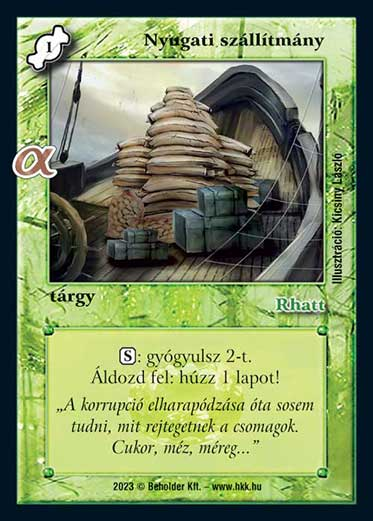 1
Nyugati szállítmány
α
Illusztráció: Kicsiny László
tárgy
Rhatt
S: gyógyulsz 2-t.
Áldozd fel: húzz 1 lapot!
„A korrupció elharapódzása óta sosem
tudni, mit rejtegetnek a csomagok.
Cukor, méz, méreg...”
2023 © Beholder Kft. – www.hkk.hu